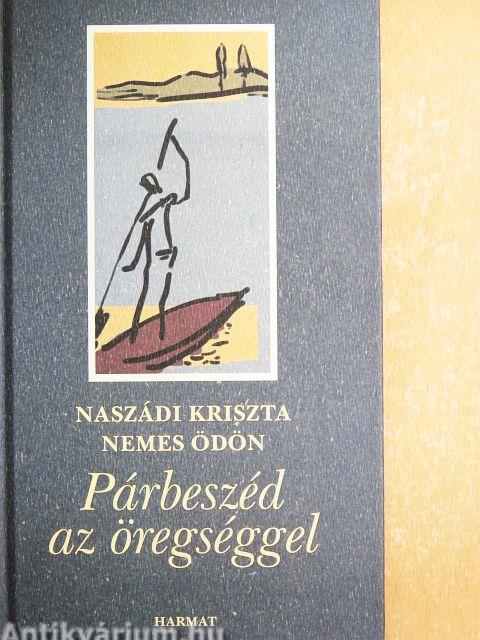 NASZÁDI KRISZTA
NEMES ÖDÖN
Párbeszéd
az öregséggel
HARMAT
Antikvárium.hu